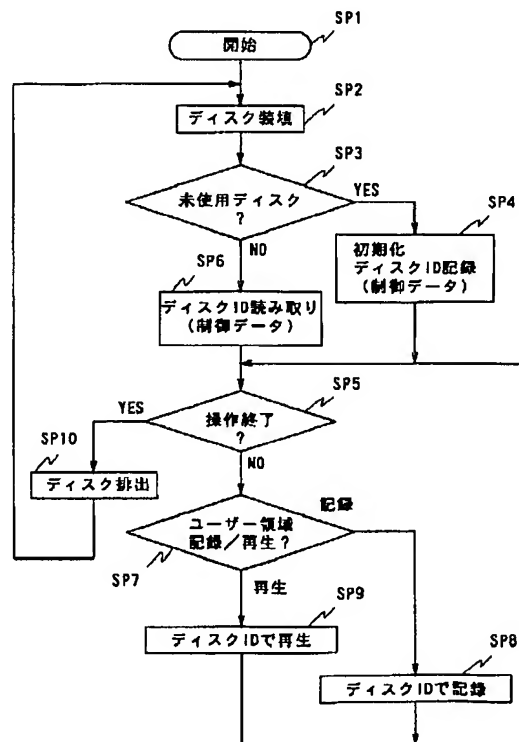 SP1
開始
SP2
ディスク装填
SP3
未使用ディスク
?
YES
SP4
初期化
ディスクID記録
(制御データ)
NO
SP6
ディスクID読み取り
(制御データ)
SP5
YES
操作終了
?
SP10
ディスク排出
NO
ユーザー領域
記録/再生?
記録
SP7
再生
SP9
ディスクIDで再生
SP8
ディスクIDで記録